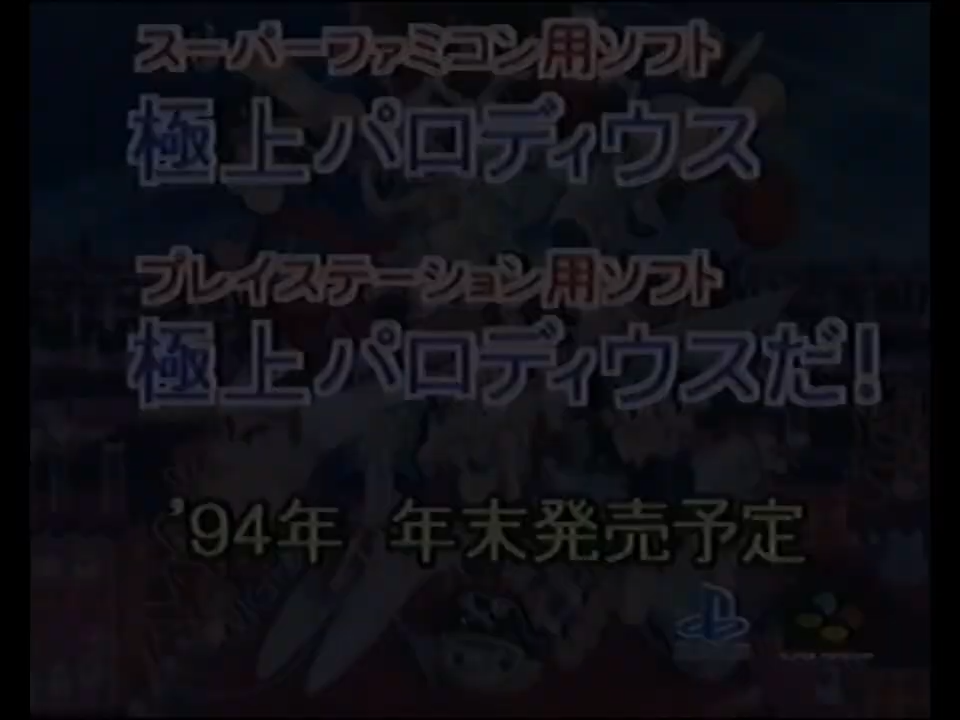 スーパーファミコン用ソフト
極上パロディウス
プレイステーション用ソフト
極上パロディウスだ!
'94年 年末発売予定